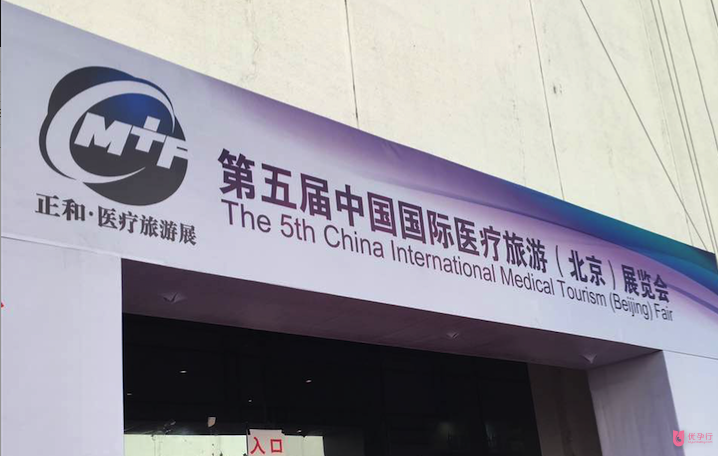 CMTF
正和·医疗旅游展
第五届中国国际医疗旅游（北京）展览会
The 5th China International Medical Tourism (Beijing) Fair
入口
优孕行